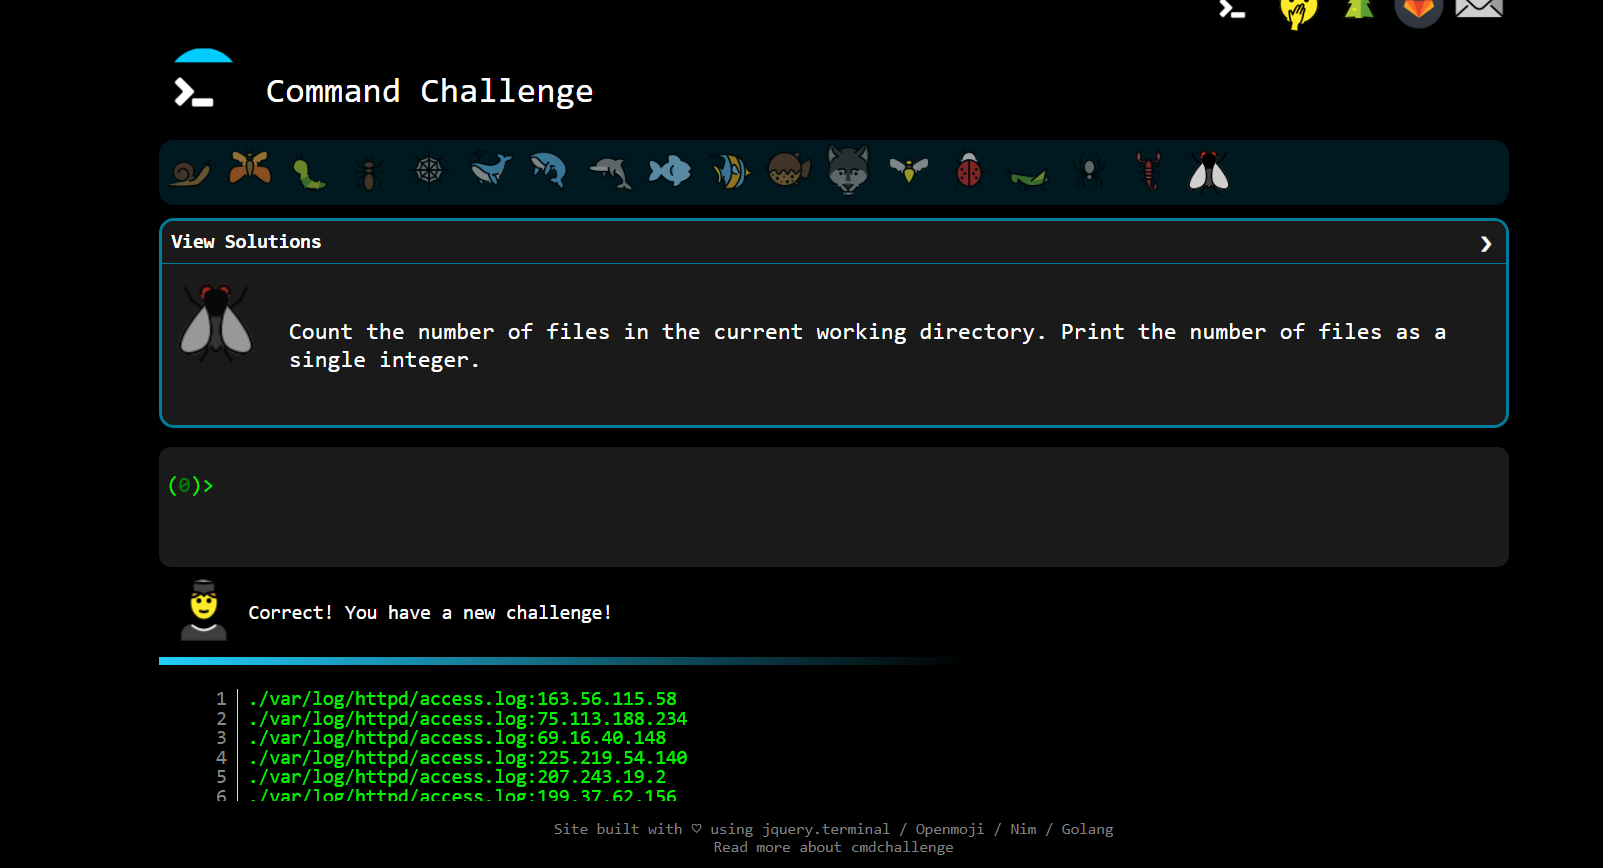 Command Challenge
View Solutions
Count the number of files in the current working directory. Print the number of files as a
single integer.
(0)>
Correct! You have a new challenge!
1 ./var/log/httpd/access.log:163.56.115.58
2 ./var/log/httpd/access.log:75.113.188.234
3 ./var/log/httpd/access.log:69.16.40.148
4 ./var/log/httpd/access.log:225.219.54.140
5 ./var/log/httpd/access.log:207.243.19.2
6 ./var/log/httpd/access.log:199.37.62.156
Site built with ♡ using jquery.terminal / Openmoji / Nim / Golang
Read more about cmdchallenge